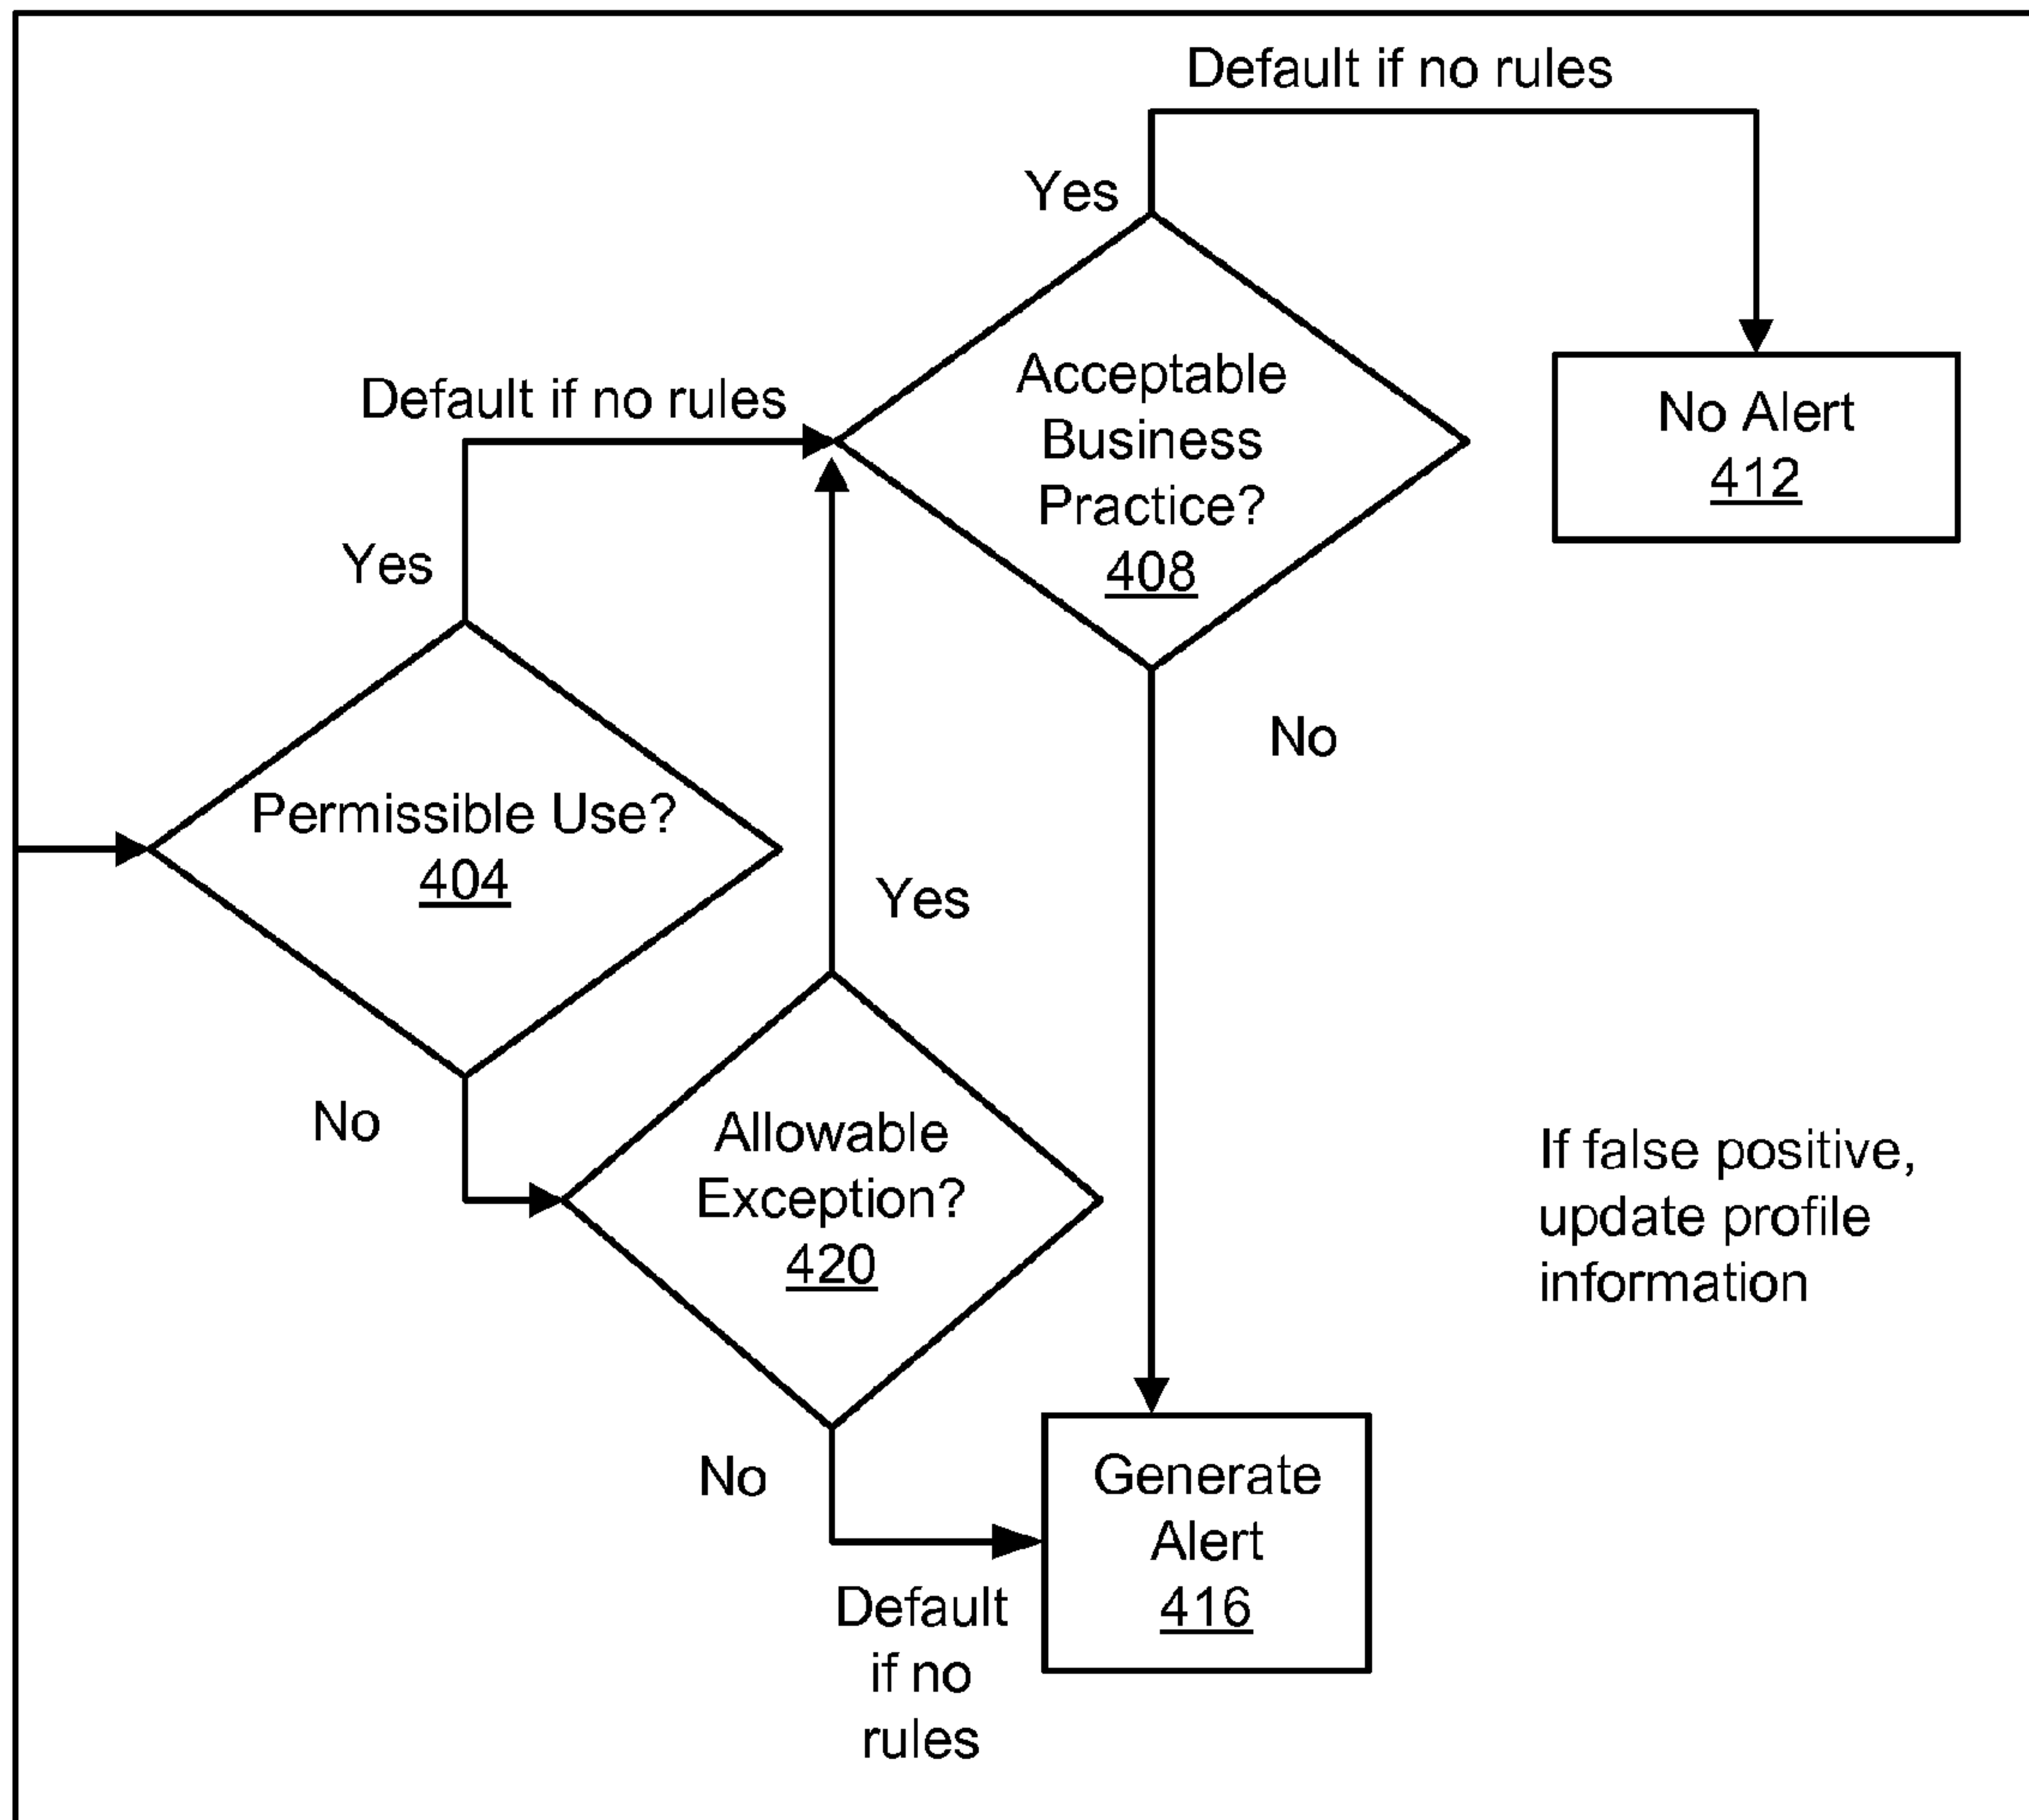 Default if no rules
Yes
Default if no rules
Acceptable
Business
Practice?
408
No Alert
412
Yes
No
Permissible Use?
404
Yes
No
Allowable
Exception?
420
If false positive,
update profile
information
No
Generate
Alert
416
Default
if no
rules